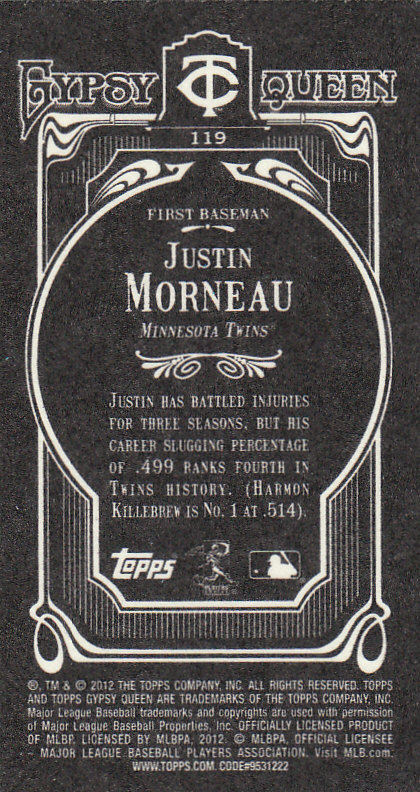 GYPSY TC QUEEN
119
FIRST BASEMAN
JUSTIN
MORNEAU
MINNESOTA TWINS®
JUSTIN HAS BATTLED INJURIES
FOR THREE SEASONS, BUT HIS
CAREER SLUGGING PERCENTAGE
OF .499 RANKS FOURTH IN
TWINS HISTORY. (HARMON
KILLEBREW IS NO. 1 AT .514).
topps
®, TM & © 2012 THE TOPPS COMPANY, INC. ALL RIGHTS RESERVED. TOPPS
AND TOPPS GYPSY QUEEN ARE TRADEMARKS OF THE TOPPS COMPANY, INC.
Major League Baseball trademarks and copyrights are used with permission
of Major League Baseball Properties, Inc. OFFICIALLY LICENSED PRODUCT
OF MLBP. LICENSED BY MLBPA, 2012. © MLBPA, OFFICIAL LICENSEE
MAJOR LEAGUE BASEBALL PLAYERS ASSOCIATION. Visit MLB.com.
WWW.TOPPS.COM. CODE#9531222